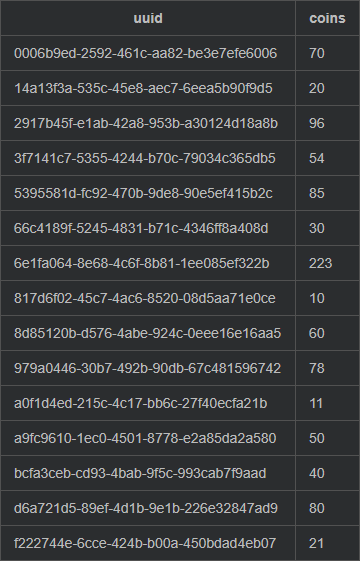 uuid coins
0006b9ed-2592-461c-aa82-be3e7efe6006 70
14a13f3a-535c-45e8-aec7-6eea5b90f9d5 20
2917b45f-e1ab-42a8-953b-a30124d18a8b 96
3f7141c7-5355-4244-b70c-79034c365db5 54
5395581d-fc92-470b-9de8-90e5ef415b2c 85
66c4189f-5245-4831-b71c-4346ff8a408d 30
6e1fa064-8e68-4c6f-8b81-1ee085ef322b 223
817d6f02-45c7-4ac6-8520-08d5aa71e0ce 10
8d85120b-d576-4abe-924c-0eee16e16aa5 60
979a0446-30b7-492b-90db-67c481596742 78
a0f1d4ed-215c-4c17-bb6c-27f40ecfa21b 11
a9fc9610-1ec0-4501-8778-e2a85da2a580 50
bcfa3ceb-cd93-4bab-9f5c-993cab7f9aad 40
d6a721d5-89ef-4d1b-9e1b-226e32847ad9 80
f222744e-6cce-424b-b00a-450bdad4eb07 21